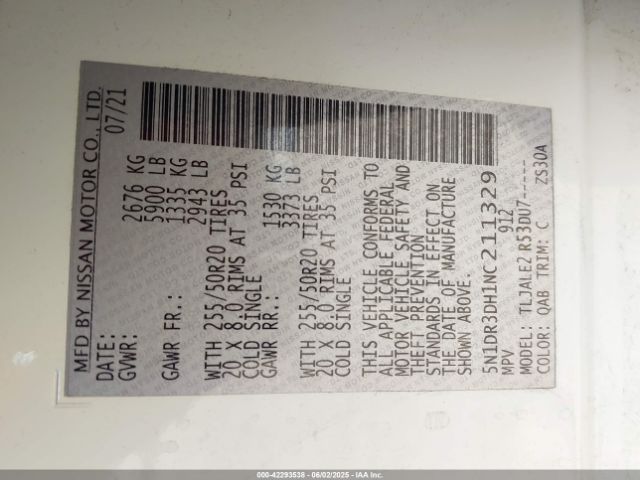 MFD BY NISSAN MOTOR CO., LTD.
DATE: 07/21
GVWR: 2676 KG
5900 LB
GAWR FR.: 1335 KG
2943 LB
WITH 255/50R20 TIRES
20 X 8.0 RIMS AT 35 PSI
COLD SINGLE
GAWR RR.: 1530 KG
3373 LB
WITH 255/50R20 TIRES
20 X 8.0 RIMS AT 35 PSI
COLD SINGLE
THIS VEHICLE CONFORMS TO
ALL APPLICABLE FEDERAL
MOTOR VEHICLE SAFETY AND
THEFT PREVENTION
STANDARDS IN EFFECT ON
THE DATE OF MANUFACTURE
SHOWN ABOVE.
5N1DR3DH1NC211329
MPV 912
MODEL: TLJALE2 R53DU7-----
COLOR: QAB TRIM: C ZS30A
000-42293538 - 06/02/2025 - IAA Inc.